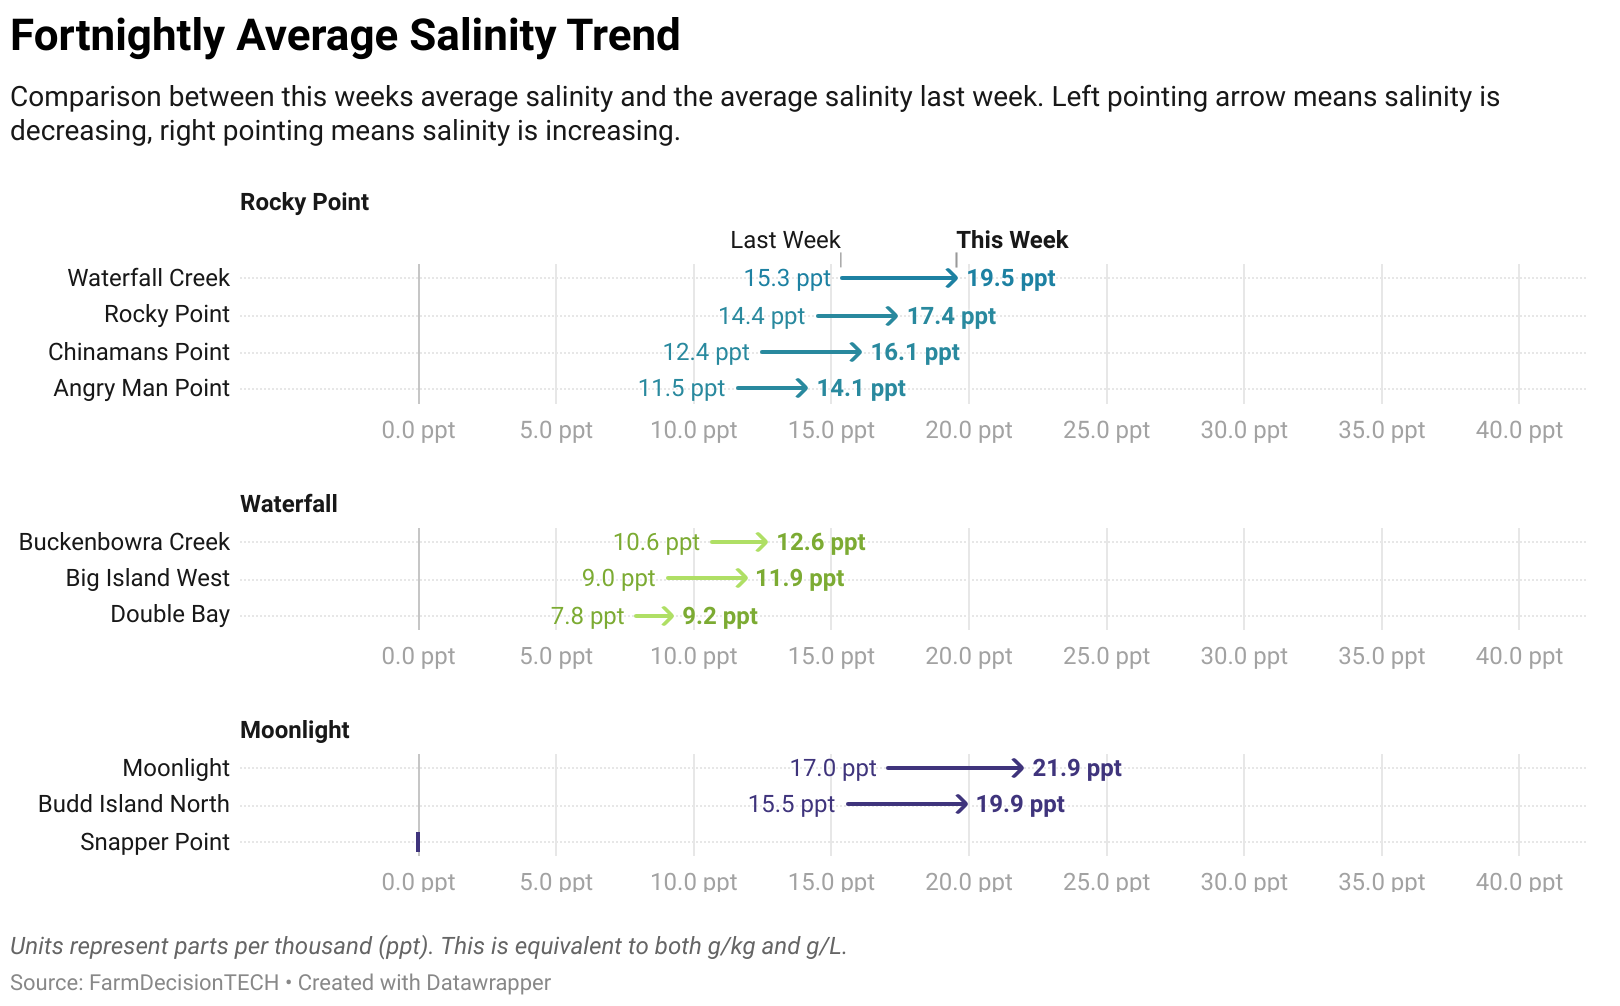 Fortnightly Average Salinity Trend
Comparison between this weeks average salinity and the average salinity last week. Left pointing arrow means salinity is
decreasing, right pointing means salinity is increasing.
Rocky Point
Last Week This Week
Waterfall Creek 15.3 ppt 19.5 ppt
Rocky Point 14.4 ppt 17.4 ppt
Chinamans Point 12.4 ppt 16.1 ppt
Angry Man Point 11.5 ppt 14.1 ppt
0.0 ppt 5.0 ppt 10.0 ppt 15.0 ppt 20.0 ppt 25.0 ppt 30.0 ppt 35.0 ppt 40.0 ppt
Waterfall
Buckenbowra Creek 10.6 ppt 12.6 ppt
Big Island West 9.0 ppt 11.9 ppt
Double Bay 7.8 ppt 9.2 ppt
0.0 ppt 5.0 ppt 10.0 ppt 15.0 ppt 20.0 ppt 25.0 ppt 30.0 ppt 35.0 ppt 40.0 ppt
Moonlight
Moonlight 17.0 ppt 21.9 ppt
Budd Island North 15.5 ppt 19.9 ppt
Snapper Point
0.0 ppt 5.0 ppt 10.0 ppt 15.0 ppt 20.0 ppt 25.0 ppt 30.0 ppt 35.0 ppt 40.0 ppt
Units represent parts per thousand (ppt). This is equivalent to both g/kg and g/L.
Source: FarmDecisionTECH • Created with Datawrapper